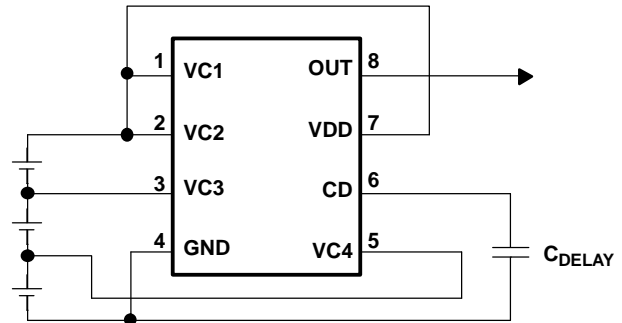 1 VC1 OUT 8
2 VC2 VDD 7
3 VC3 CD 6
4 GND VC4 5
CDELAY